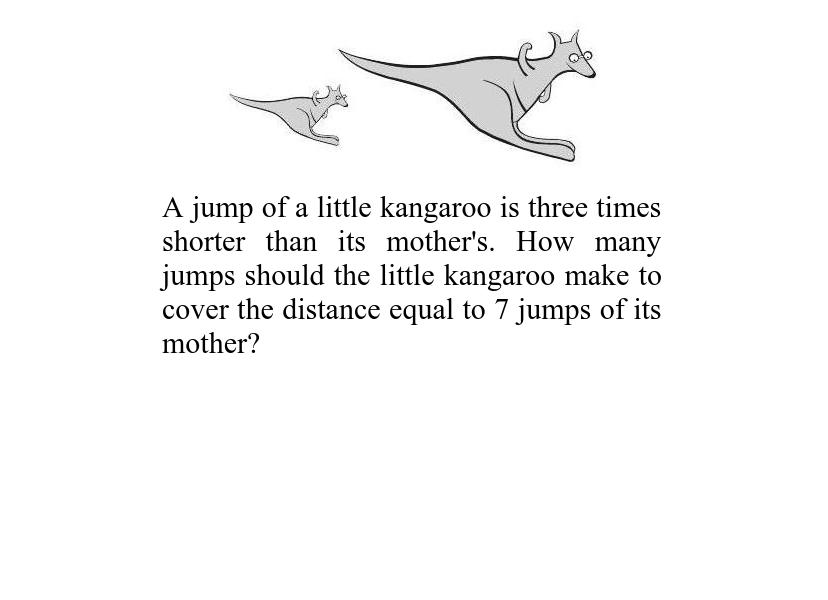 A jump of a little kangaroo is three times
shorter than its mother's. How many
jumps should the little kangaroo make to
cover the distance equal to 7 jumps of its
mother?